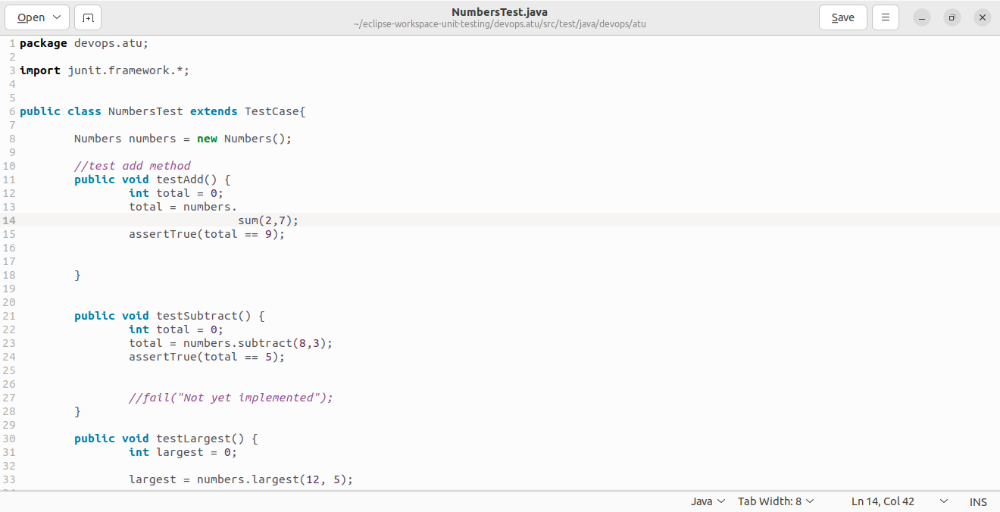 Open
NumbersTest.java
~/eclipse-workspace-unit-testing/devops.atu/src/test/java/devops/atu
Save
1 package devops.atu;
2
3 import junit.framework.*;
4
5
6 public class NumbersTest extends TestCase{
7
8 Numbers numbers = new Numbers();
9
10 //test add method
11 public void testAdd() {
12 int total = 0;
13 total = numbers.
14 sum(2,7);
15 assertTrue(total == 9);
16
17
18 }
19
20
21 public void testSubtract() {
22 int total = 0;
23 total = numbers.subtract(8,3);
24 assertTrue(total == 5);
25
26
27 //fail("Not yet implemented");
28 }
29
30 public void testLargest() {
31 int largest = 0;
32
33 largest = numbers.largest(12, 5);
Java Tab Width: 8 Ln 14, Col 42 INS